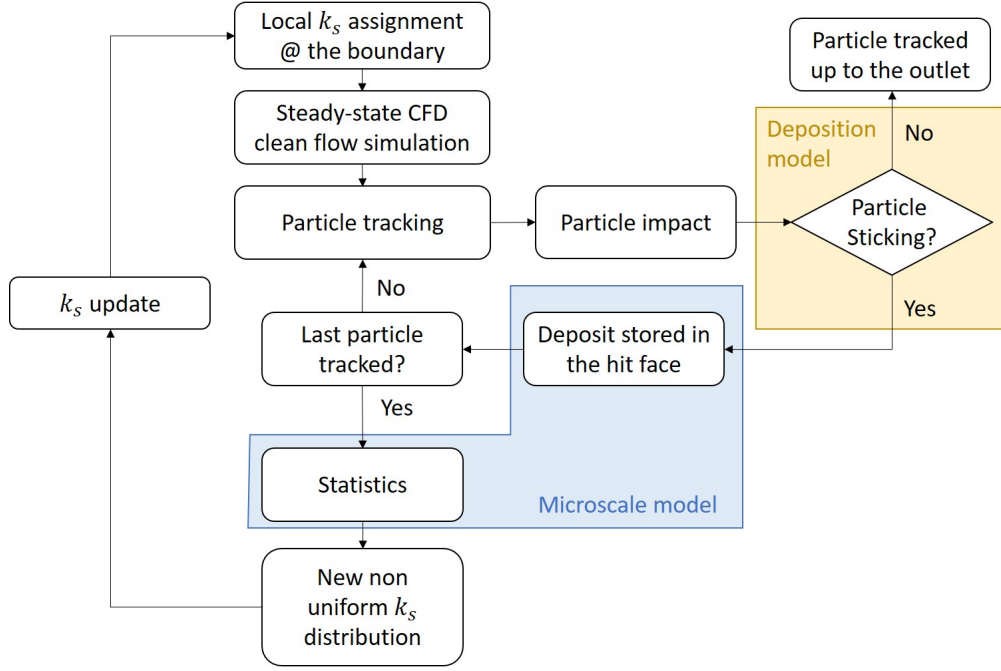 Local k_s assignment
@ the boundary
Particle tracked
up to the outlet
Steady-state CFD
clean flow simulation
Deposition
model
No
Particle tracking
Particle impact
Particle
Sticking?
No
Yes
k_s update
Last particle
tracked?
Deposit stored in
the hit face
Yes
Statistics
Microscale model
New non
uniform k_s
distribution